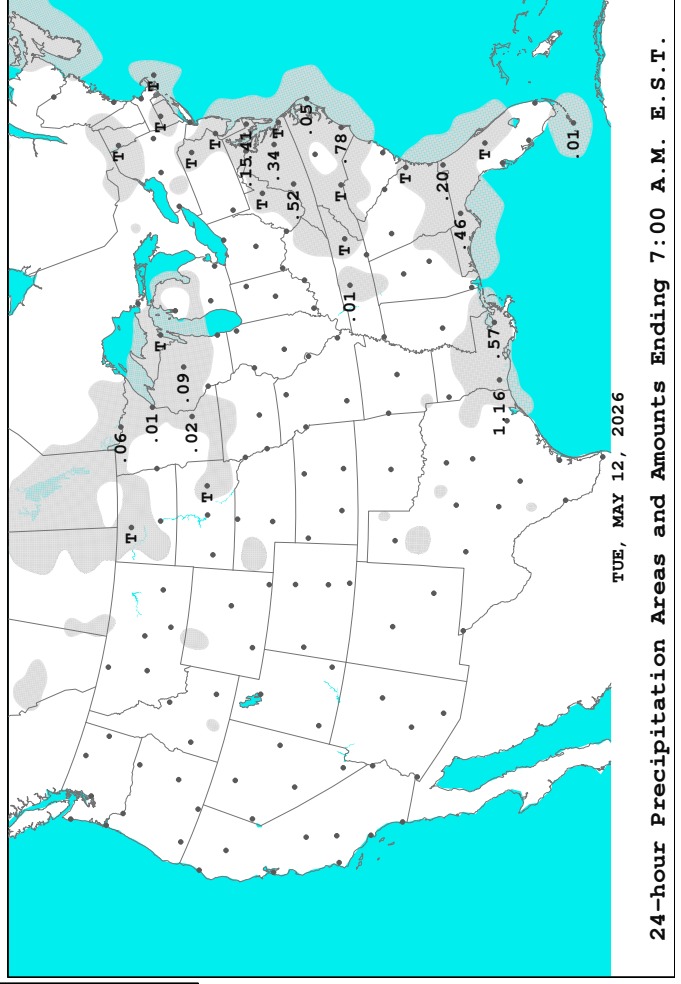 .06
T
T
.01
T
T
T
.09
T
.02
T
T
.15
.41
T
.34
T
.52
.05
T
.78
T
.01
T
.20
.46
T
.57
1.16
.01
TUE, MAY 12, 2026
24-hour Precipitation Areas and Amounts Ending 7:00 A.M. E.S.T.